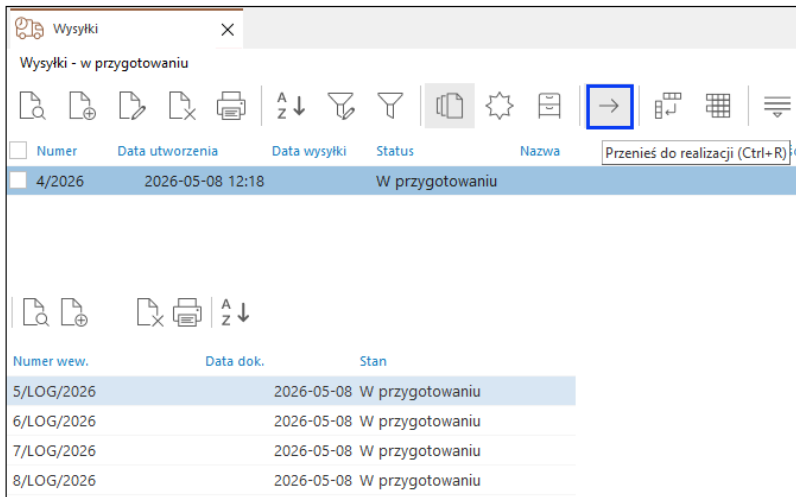 Wysyłki
Wysyłki - w przygotowaniu
A
Z
Numer Data utworzenia Data wysyłki Status Nazwa
Przenieś do realizacji (Ctrl+R)
4/2026 2026-05-08 12:18 W przygotowaniu
A
Z
Numer wew. Data dok. Stan
5/LOG/2026 2026-05-08 W przygotowaniu
6/LOG/2026 2026-05-08 W przygotowaniu
7/LOG/2026 2026-05-08 W przygotowaniu
8/LOG/2026 2026-05-08 W przygotowaniu